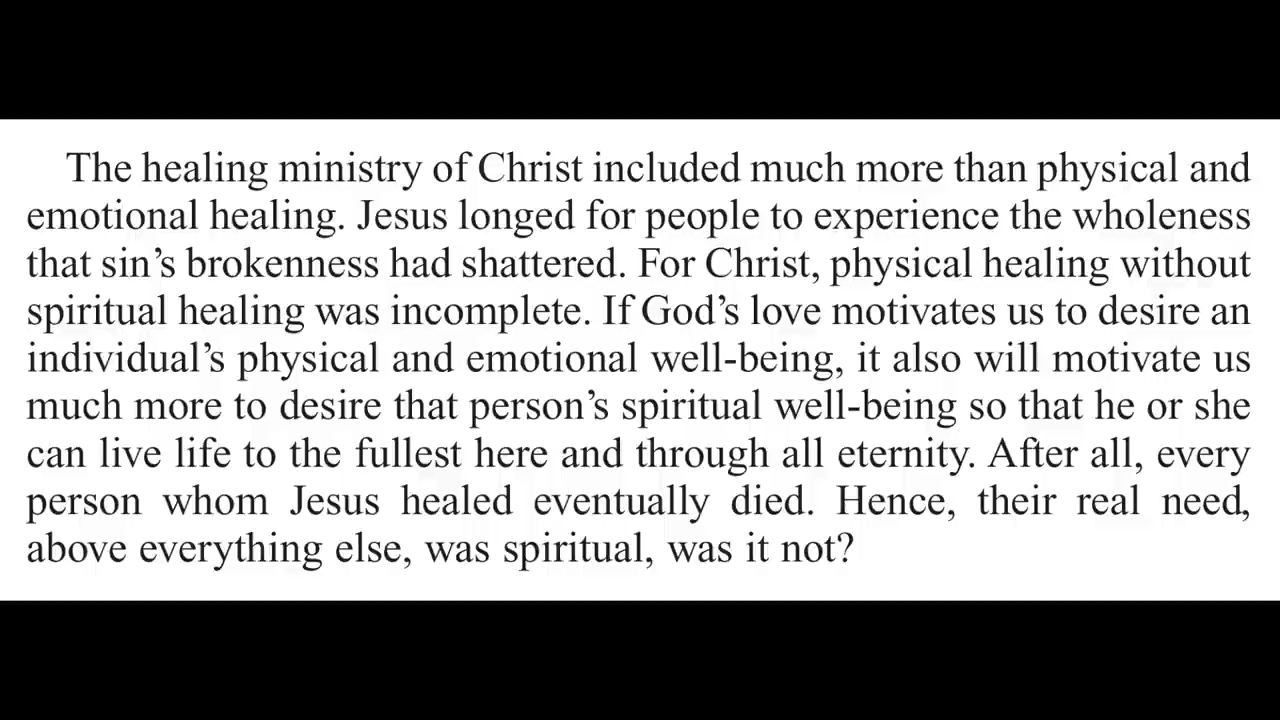 The healing ministry of Christ included much more than physical and
emotional healing. Jesus longed for people to experience the wholeness
that sin’s brokenness had shattered. For Christ, physical healing without
spiritual healing was incomplete. If God’s love motivates us to desire an
individual’s physical and emotional well-being, it also will motivate us
much more to desire that person’s spiritual well-being so that he or she
can live life to the fullest here and through all eternity. After all, every
person whom Jesus healed eventually died. Hence, their real need,
above everything else, was spiritual, was it not?